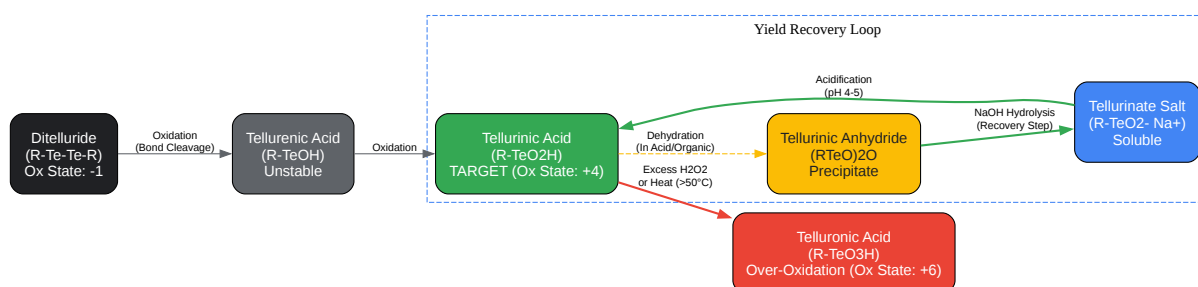 Yield Recovery Loop
Ditelluride
(R-Te-Te-R)
Ox State: -1
Oxidation
(Bond Cleavage)
Tellurenic Acid
(R-TeOH)
Unstable
Oxidation
Tellurinic Acid
(R-TeO2H)
TARGET (Ox State: +4)
Acidification
(pH 4-5)
Dehydration
(In Acid/Organic)
Excess H2O2
or Heat (>50°C)
Tellurinic Anhydride
(RTeO)2O
Precipitate
NaOH Hydrolysis
(Recovery Step)
Tellurinate Salt
(R-TeO2- Na+)
Soluble
Telluronic Acid
(R-TeO3H)
Over-Oxidation (Ox State: +6)